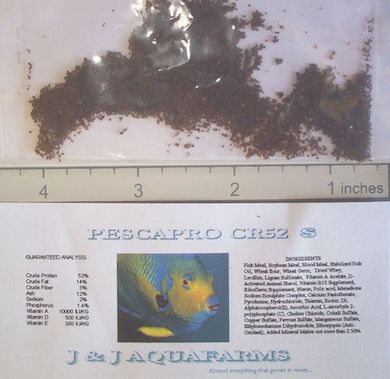 4 3 2 1 inches
PESCAPRO CR52 S
GUARANTEED ANALYSIS
Crude Protien 52%
Crude Fat 14%
Crude Fiber 3%
Ash 12%
Sodium 2%
Phosphorus 1.4%
Vitamin A 10000 IU/KG
Vitamin D 500 IU/KG
Vitamin E 380 IU/KG
INGREDIENTS
Fish Meal, Soybean Meal, Blood Meal, Stabilized Fish
Oil, Wheat flour, Wheat Germ, Dried Whey,
Lecithin, Lignan Sulfonate, Vitamin A Acetate, D-
Activated Animal Sterol, Vitamin B12 Supplement,
Riboflavin Supplement, Niacin, Folic acid, Menadione
Sodium Bisulphite Complex, Calcium Pantothenate,
Pyridoxine, Hydrochloride, Thiamin, Biotin, DL
Alphatocopherol(E), Ascorbic Acid, L-ascorbyl-2-
polyphosphate (C), Choline Chloride, Cobalt Sulfate,
Copper Sulfate, Ferrous Sulfate, Manganous Sulfate,
Ethylenediamine Dihydroiodide, Ethoxyquin (Anti-
Oxidant), Added Mineral Matter not more than 2.50%.
J & J AQUAFARMS
Almost everything that grows in water...